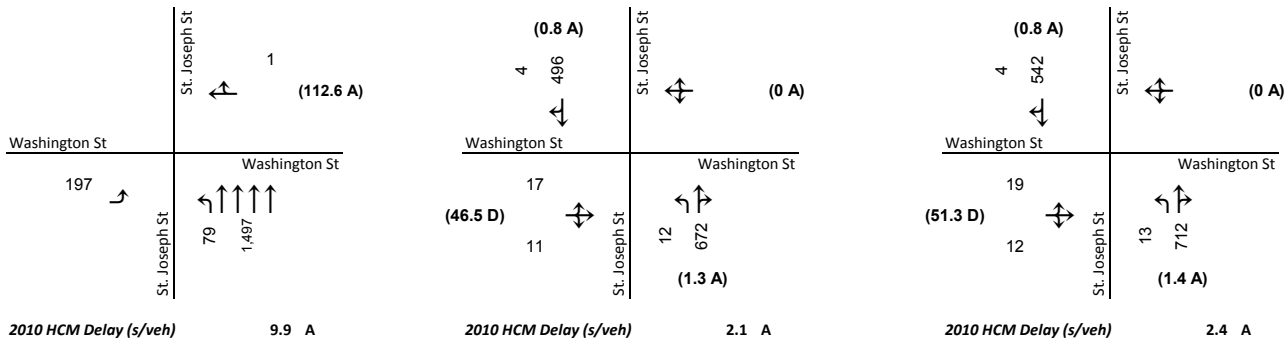 St. Joseph St
1
(112.6 A)
Washington St
Washington St
197
79
1,497
St. Joseph St
2010 HCM Delay (s/veh) 9.9 A
(0.8 A)
4
496
St. Joseph St
(0 A)
Washington St
Washington St
17
(46.5 D)
11
12
672
(1.3 A)
St. Joseph St
2010 HCM Delay (s/veh) 2.1 A
(0.8 A)
4
542
St. Joseph St
(0 A)
Washington St
Washington St
19
(51.3 D)
12
13
712
(1.4 A)
St. Joseph St
2010 HCM Delay (s/veh) 2.4 A